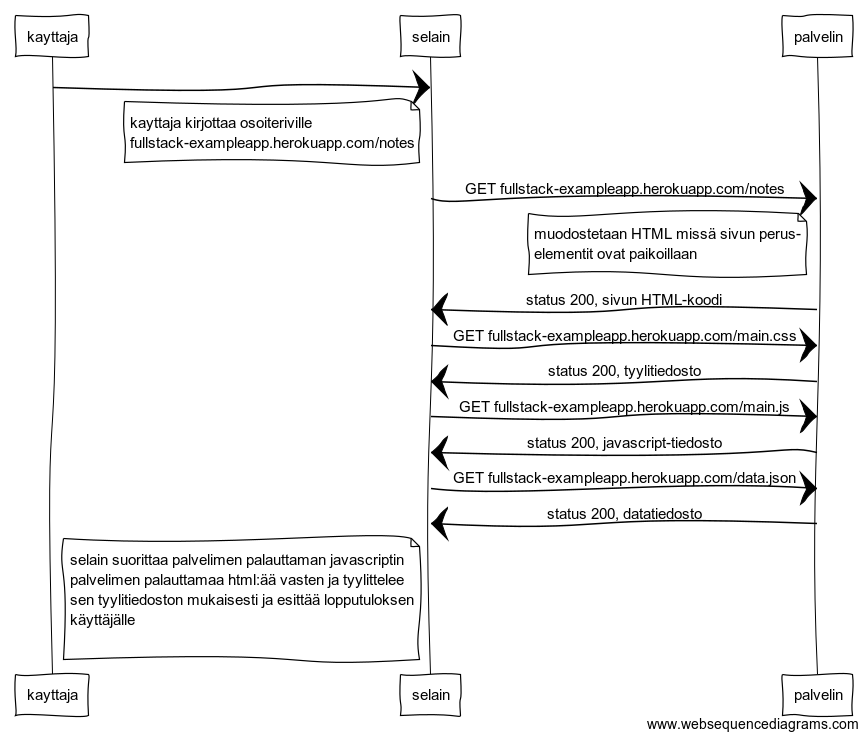 kayttaja
selain
palvelin
kayttaja kirjottaa osoiteriville
fullstack-exampleapp.herokuapp.com/notes
GET fullstack-exampleapp.herokuapp.com/notes
muodostetaan HTML missä sivun perus-
elementit ovat paikoillaan
status 200, sivun HTML-koodi
GET fullstack-exampleapp.herokuapp.com/main.css
status 200, tyylitiedosto
GET fullstack-exampleapp.herokuapp.com/main.js
status 200, javascript-tiedosto
GET fullstack-exampleapp.herokuapp.com/data.json
status 200, datatiedosto
selain suorittaa palvelimen palauttaman javascriptin
palvelimen palauttamaa html:ää vasten ja tyylittelee
sen tyylitiedoston mukaisesti ja esittää lopputuloksen
käyttäjälle
kayttaja
selain
palvelin
www.websequencediagrams.com